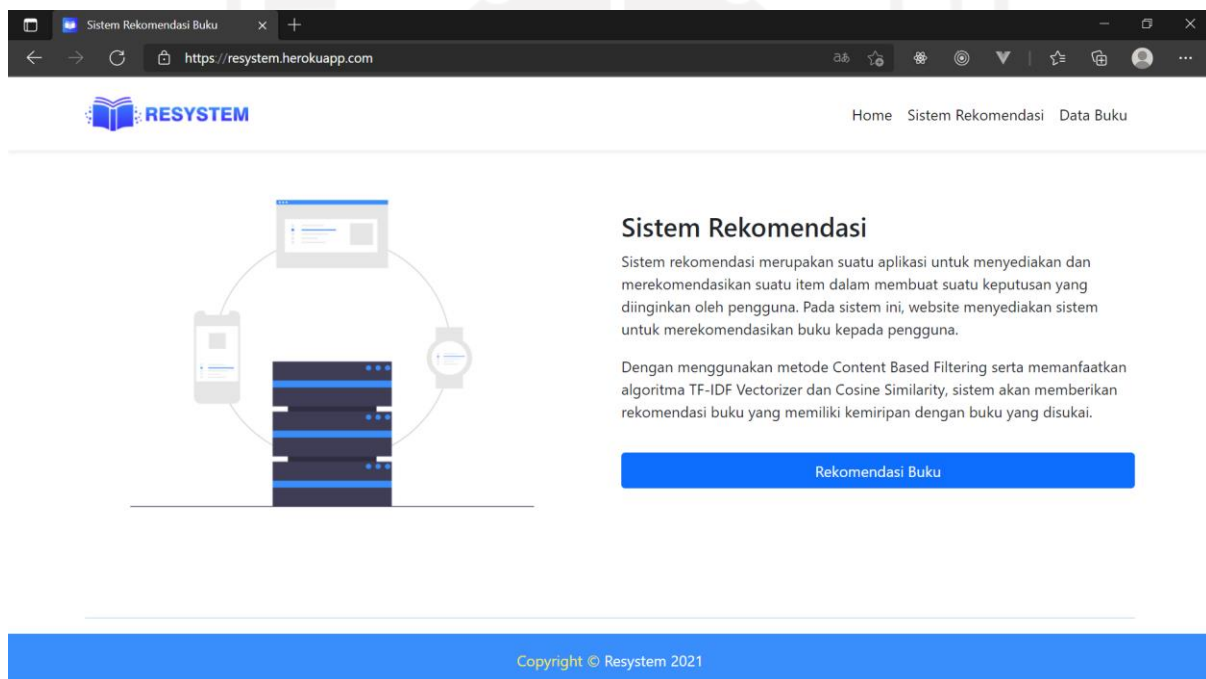 Sistem Rekomendasi Buku
https://resystem.herokuapp.com
RESYSTEM
Home Sistem Rekomendasi Data Buku
Sistem Rekomendasi
Sistem rekomendasi merupakan suatu aplikasi untuk menyediakan dan
merekomendasikan suatu item dalam membuat suatu keputusan yang
diinginkan oleh pengguna. Pada sistem ini, website menyediakan sistem
untuk merekomendasikan buku kepada pengguna.
Dengan menggunakan metode Content Based Filtering serta memanfaatkan
algoritma TF-IDF Vectorizer dan Cosine Similarity, sistem akan memberikan
rekomendasi buku yang memiliki kemiripan dengan buku yang disukai.
Rekomendasi Buku
Copyright © Resystem 2021